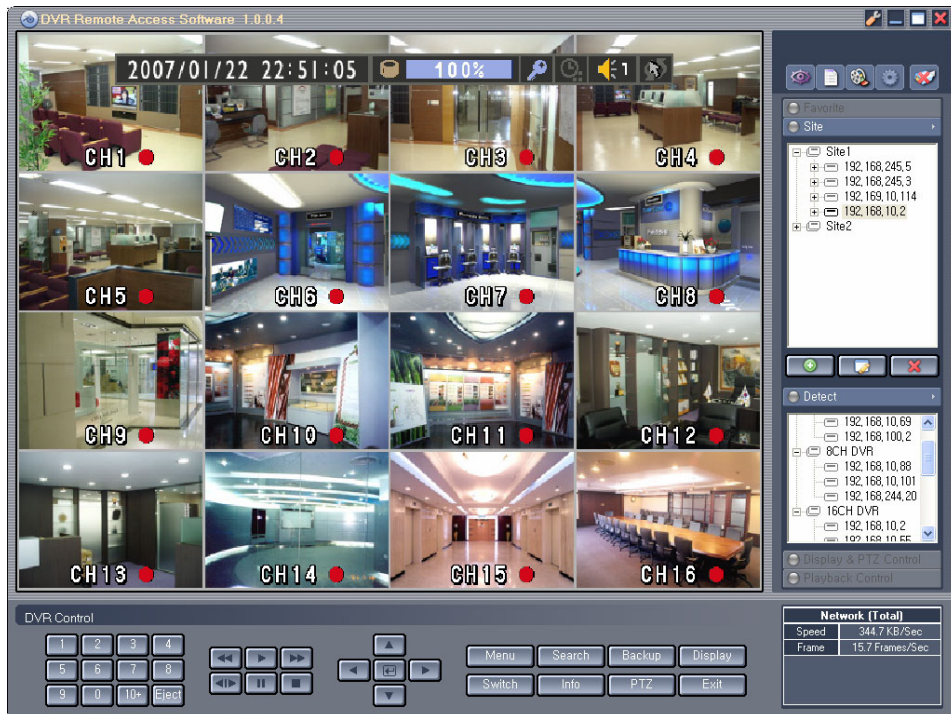 DVR Remote Access Software 1.0.0.4
2007/01/22 22:51:05 100% 1
CH1 CH2 CH3 CH4
CH5 CH6 CH7 CH8
CH9 CH10 CH11 CH12
CH13 CH14 CH15 CH16
Favorite
Site
Site1
192,168,245,5
192,168,245,3
192,169,10,114
192,168,10,2
Site2
Detect
192,168,10,69
192,168,100,2
8CH DVR
192,168,10,88
192,168,10,101
192,168,244,20
16CH DVR
192,168,10,2
192,168,10,55
Display & PTZ Control
Playback Control
DVR Control
1 2 3 4
5 6 7 8
9 0 10+ Eject
Menu Search Backup Display
Switch Info PTZ Exit
Network (Total)
Speed 344.7 KB/Sec
Frame 15.7 Frames/Sec